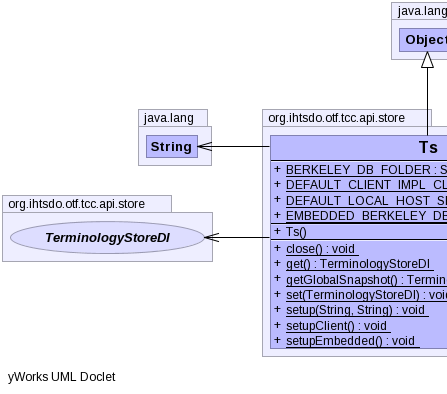 java.lang
Object
java.lang
String
org.ihtsdo.otf.tcc.api.store
Ts
+ BERKELEY_DB_FOLDER : S
+ DEFAULT_CLIENT_IMPL_CL
+ DEFAULT_LOCAL_HOST_S
+ EMBEDDED_BERKELEY_DB
+ Ts()
+ close() : void
+ get() : TerminologyStoreDI
+ getGlobalSnapshot() : Termin
+ set(TerminologyStoreDI) : void
+ setup(String, String) : void
+ setupClient() : void
+ setupEmbedded() : void
org.ihtsdo.otf.tcc.api.store
TerminologyStoreDI
yWorks UML Doclet